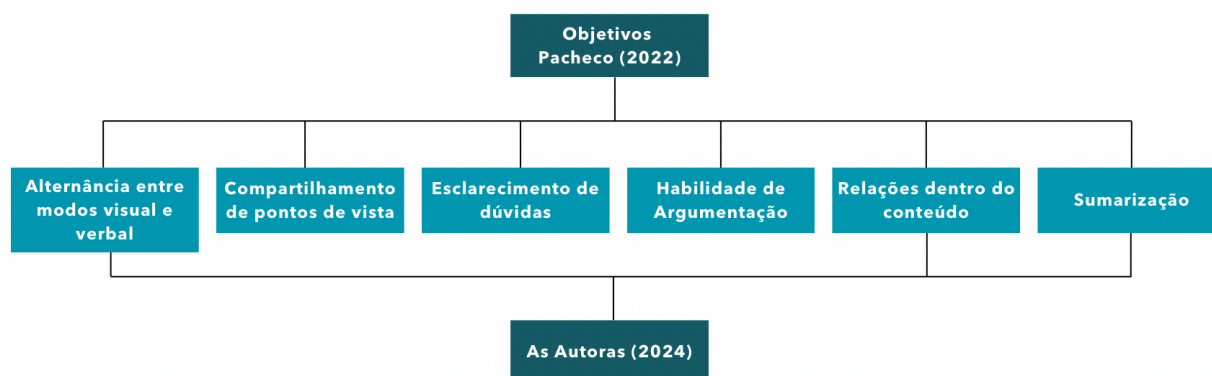 Objetivos
Pacheco (2022)
Alternância entre
modos visual e
verbal
Compartilhamento
de pontos de vista
Esclarecimento de
dúvidas
Habilidade de
Argumentação
Relações dentro do
conteúdo
Sumarização
As Autoras (2024)